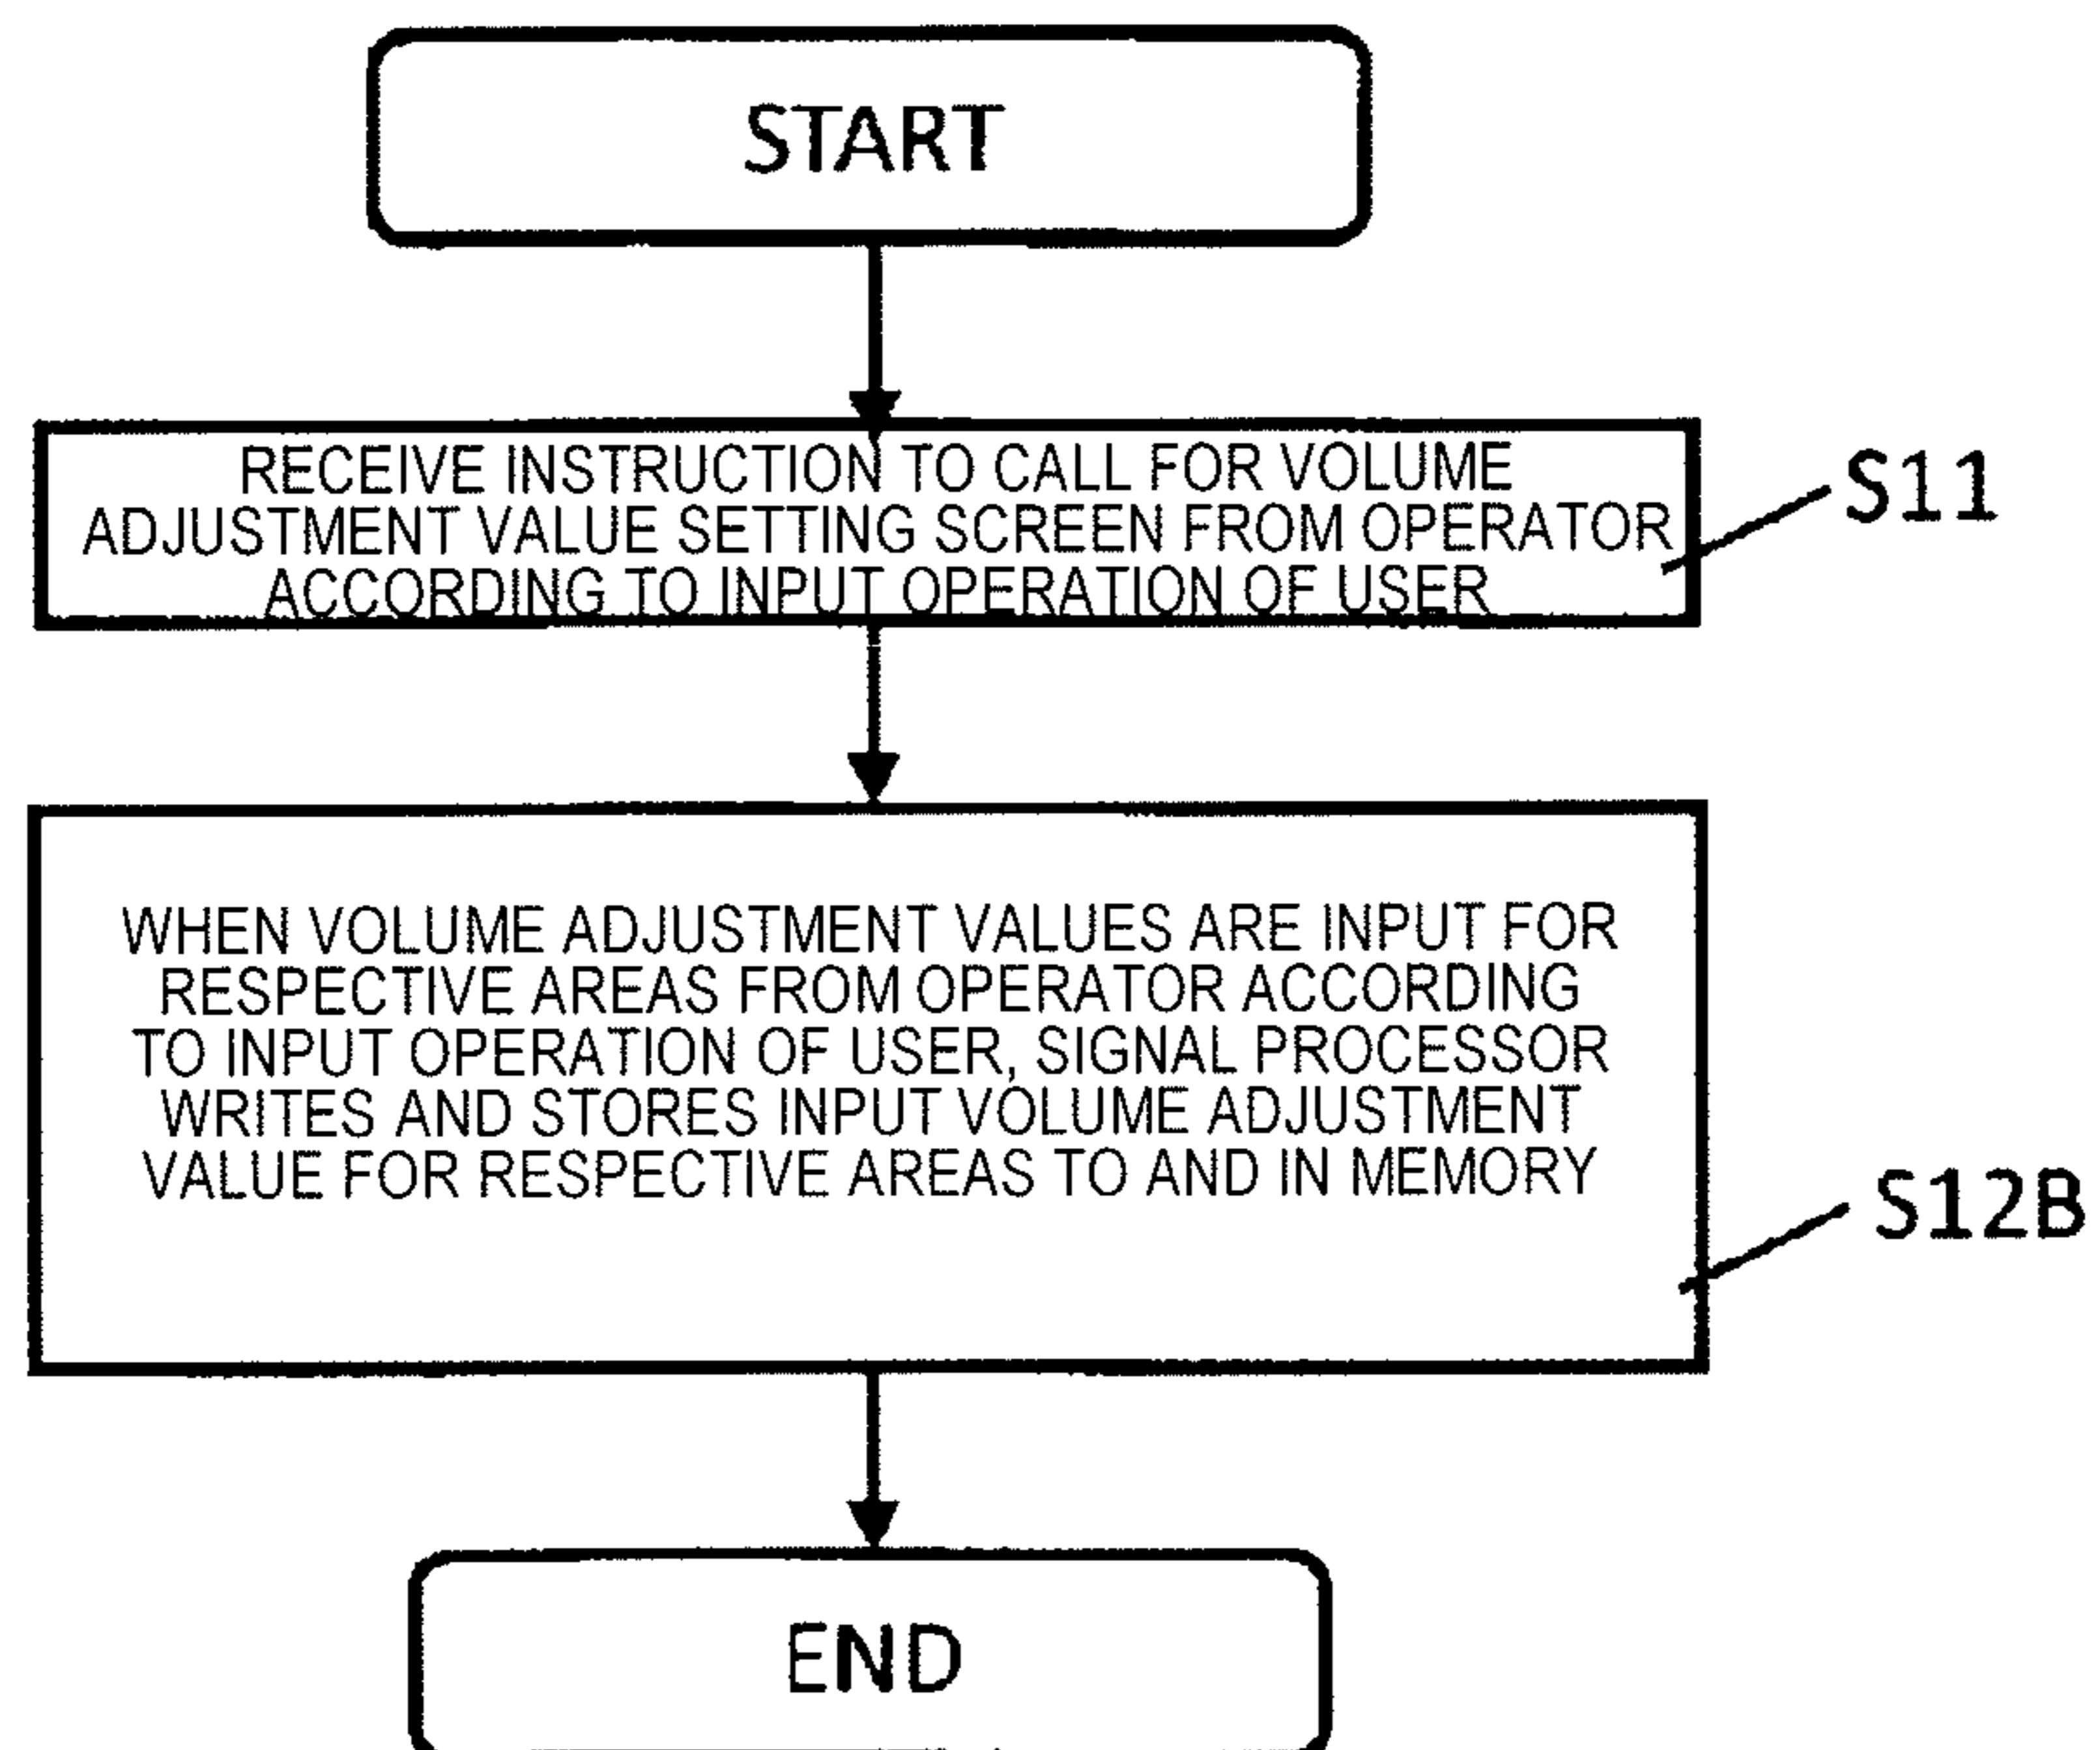 START
RECEIVE INSTRUCTION TO CALL FOR VOLUME
ADJUSTMENT VALUE SETTING SCREEN FROM OPERATOR
ACCORDING TO INPUT OPERATION OF USER
S11
WHEN VOLUME ADJUSTMENT VALUES ARE INPUT FOR
RESPECTIVE AREAS FROM OPERATOR ACCORDING
TO INPUT OPERATION OF USER, SIGNAL PROCESSOR
WRITES AND STORES INPUT VOLUME ADJUSTMENT
VALUE FOR RESPECTIVE AREAS TO AND IN MEMORY
S12B
END